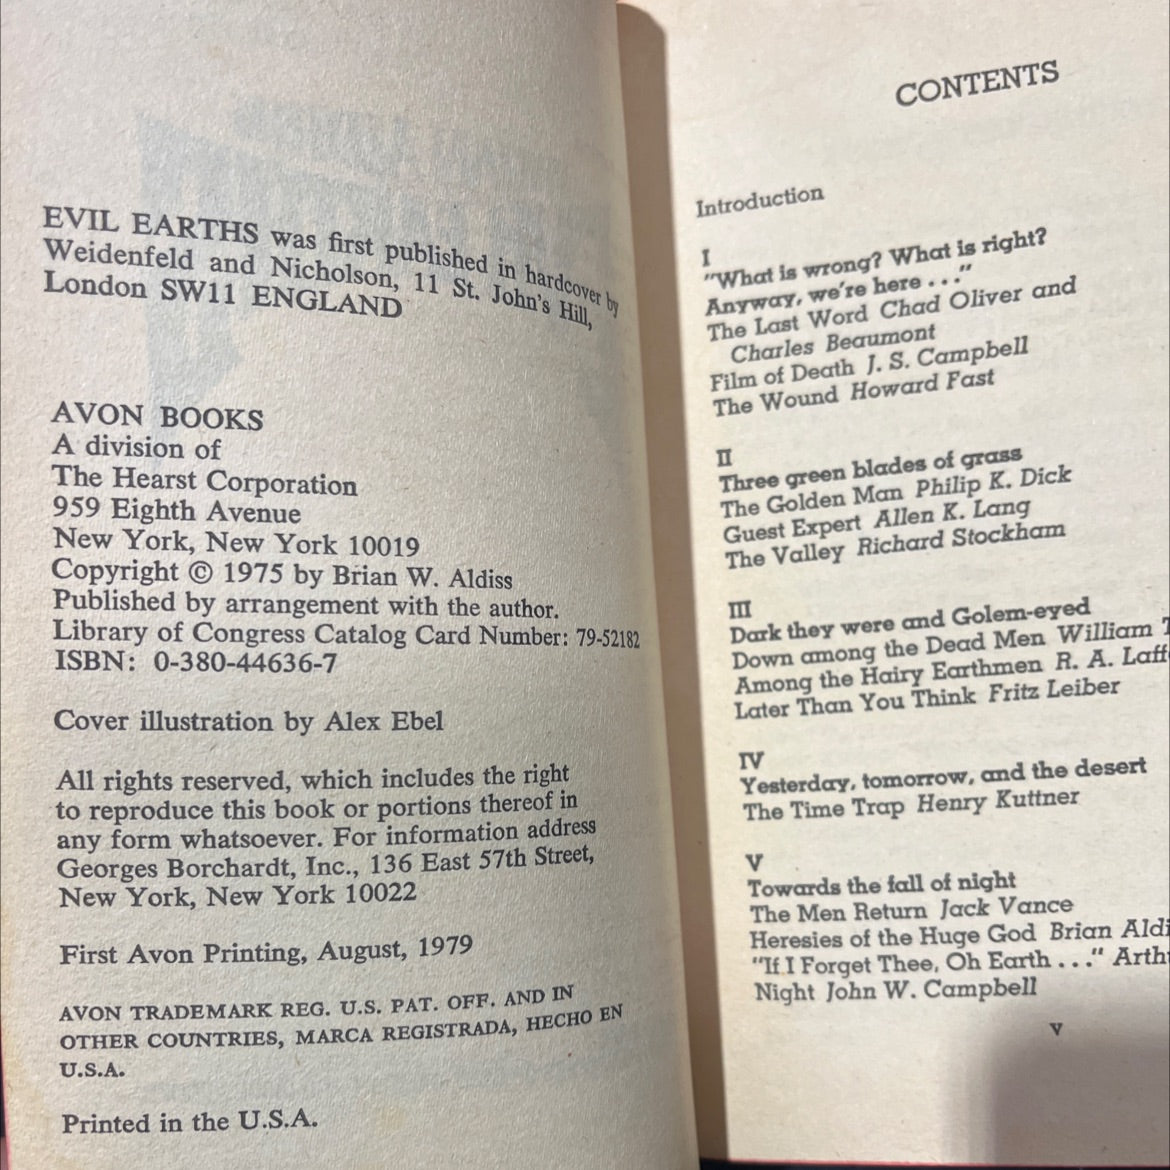 EVIL EARTHS was first published in hardcover by
Weidenfeld and Nicholson, 11 St. John's Hill,
London SW11 ENGLAND
AVON BOOKS
A division of
The Hearst Corporation
959 Eighth Avenue
New York, New York 10019
Copyright © 1975 by Brian W. Aldiss
Published by arrangement with the author.
Library of Congress Catalog Card Number: 79-52182
ISBN: 0-380-44636-7
Cover illustration by Alex Ebel
All rights reserved, which includes the right
to reproduce this book or portions thereof in
any form whatsoever. For information address
Georges Borchardt, Inc., 136 East 57th Street,
New York, New York 10022
First Avon Printing, August, 1979
AVON TRADEMARK REG. U.S. PAT. OFF. AND IN
OTHER COUNTRIES, MARCA REGISTRADA, HECHO EN
U.S.A.
Printed in the U.S.A.
CONTENTS
Introduction
I
"What is wrong? What is right?
Anyway, we're here . . ."
The Last Word Chad Oliver and
Charles Beaumont
Film of Death J. S. Campbell
The Wound Howard Fast
II
Three green blades of grass
The Golden Man Philip K. Dick
Guest Expert Allen K. Lang
The Valley Richard Stockham
III
Dark they were and Golem-eyed
Down among the Dead Men William
Among the Hairy Earthmen R. A. Laff
Later Than You Think Fritz Leiber
IV
Yesterday, tomorrow, and the desert
The Time Trap Henry Kuttner
V
Towards the fall of night
The Men Return Jack Vance
Heresies of the Huge God Brian Aldi
"If I Forget Thee, Oh Earth . . ." Arth
Night John W. Campbell
v